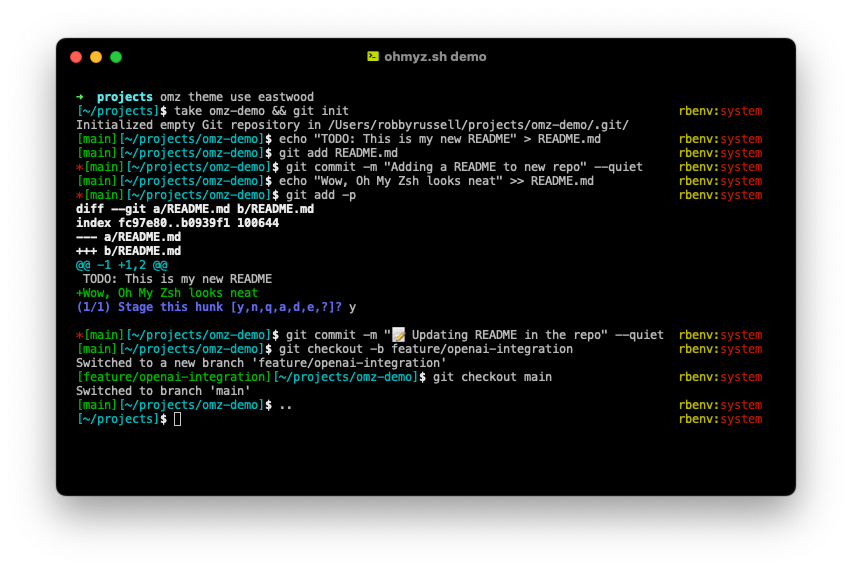 ohmyz.sh demo
➜  projects omz theme use eastwood
[~/projects]$ take omz-demo && git init rbenv:system
Initialized empty Git repository in /Users/robbyrussell/projects/omz-demo/.git/
[main][~/projects/omz-demo]$ echo "TODO: This is my new README" > README.md rbenv:system
[main][~/projects/omz-demo]$ git add README.md rbenv:system
*[main][~/projects/omz-demo]$ git commit -m "Adding a README to new repo" --quiet rbenv:system
[main][~/projects/omz-demo]$ echo "Wow, Oh My Zsh looks neat" >> README.md rbenv:system
*[main][~/projects/omz-demo]$ git add -p rbenv:system
diff --git a/README.md b/README.md
index fc97e80..b0939f1 100644
--- a/README.md
+++ b/README.md
@@ -1 +1,2 @@
 TODO: This is my new README
+Wow, Oh My Zsh looks neat
(1/1) Stage this hunk [y,n,q,a,d,e,?]? y
*[main][~/projects/omz-demo]$ git commit -m "📝 Updating README in the repo" --quiet rbenv:system
[main][~/projects/omz-demo]$ git checkout -b feature/openai-integration rbenv:system
Switched to a new branch 'feature/openai-integration'
[feature/openai-integration][~/projects/omz-demo]$ git checkout main rbenv:system
Switched to branch 'main'
[main][~/projects/omz-demo]$ .. rbenv:system
[~/projects]$ rbenv:system